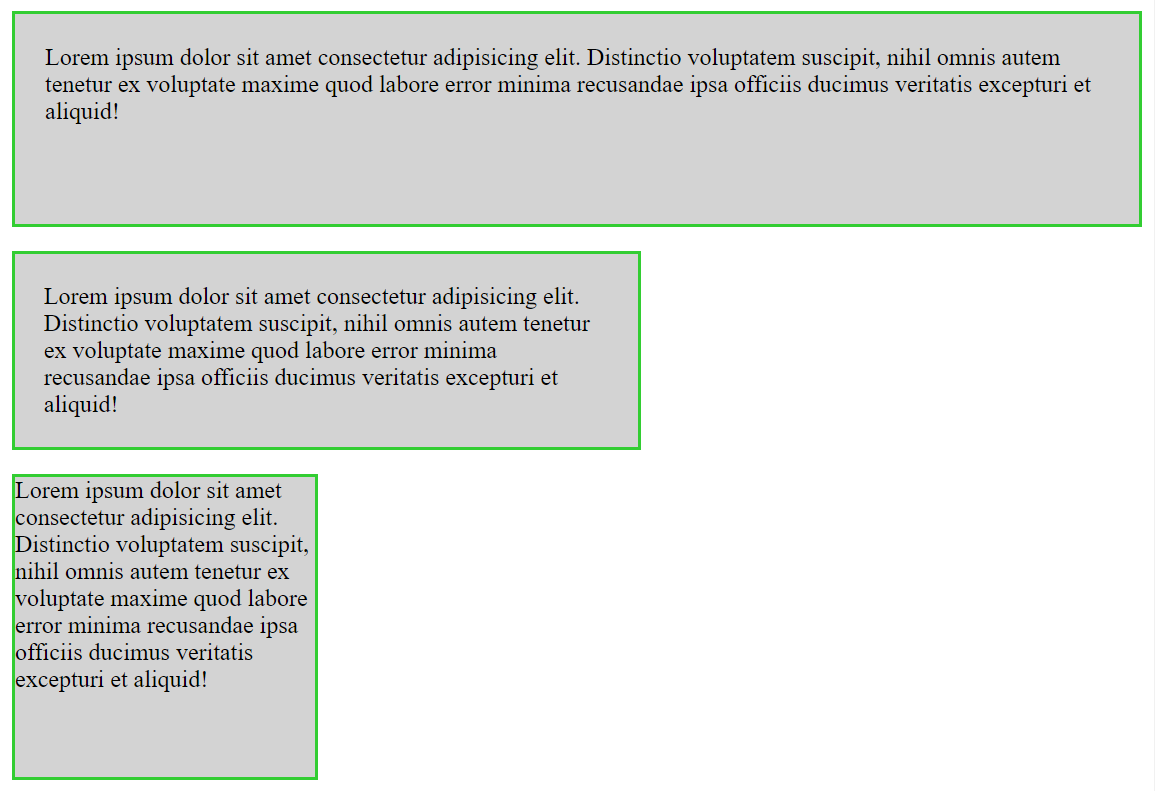 Lorem ipsum dolor sit amet consectetur adipisicing elit. Distinctio voluptatem suscipit, nihil omnis autem
tenetur ex voluptate maxime quod labore error minima recusandae ipsa officiis ducimus veritatis excepturi et
aliquid!
Lorem ipsum dolor sit amet consectetur adipisicing elit.
Distinctio voluptatem suscipit, nihil omnis autem tenetur
ex voluptate maxime quod labore error minima
recusandae ipsa officiis ducimus veritatis excepturi et
aliquid!
Lorem ipsum dolor sit amet
consectetur adipisicing elit.
Distinctio voluptatem suscipit,
nihil omnis autem tenetur ex
voluptate maxime quod labore
error minima recusandae ipsa
officiis ducimus veritatis
excepturi et aliquid!